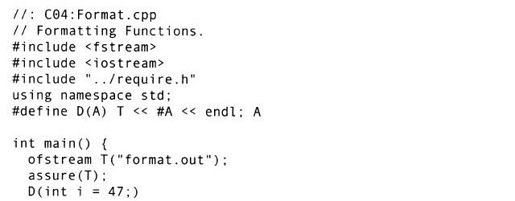 //: C04:Format.cpp
// Formatting Functions.
#include <fstream>
#include <iostream>
#include "../require.h"
using namespace std;
#define D(A) T << #A << endl; A
int main() {
ofstream T("format.out");
assure(T);
D(int i = 47;)